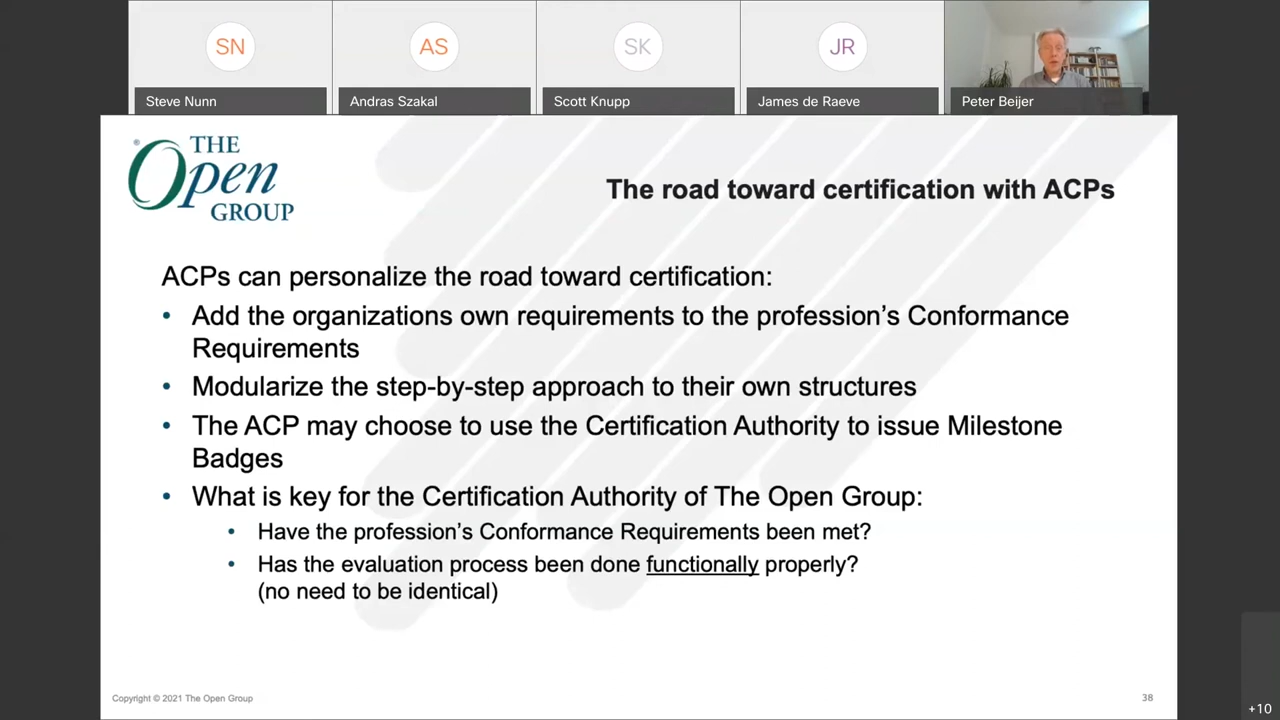 SN
AS
SK
JR
Steve Nunn
Andras Szakal
Scott Knupp
James de Raeve
Peter Beijer
®
THE
Open
GROUP
The road toward certification with ACPs
ACPs can personalize the road toward certification:
• Add the organizations own requirements to the profession’s Conformance
Requirements
• Modularize the step-by-step approach to their own structures
• The ACP may choose to use the Certification Authority to issue Milestone
Badges
• What is key for the Certification Authority of The Open Group:
• Have the profession’s Conformance Requirements been met?
• Has the evaluation process been done functionally properly?
(no need to be identical)
Copyright © 2021 The Open Group
38
+10